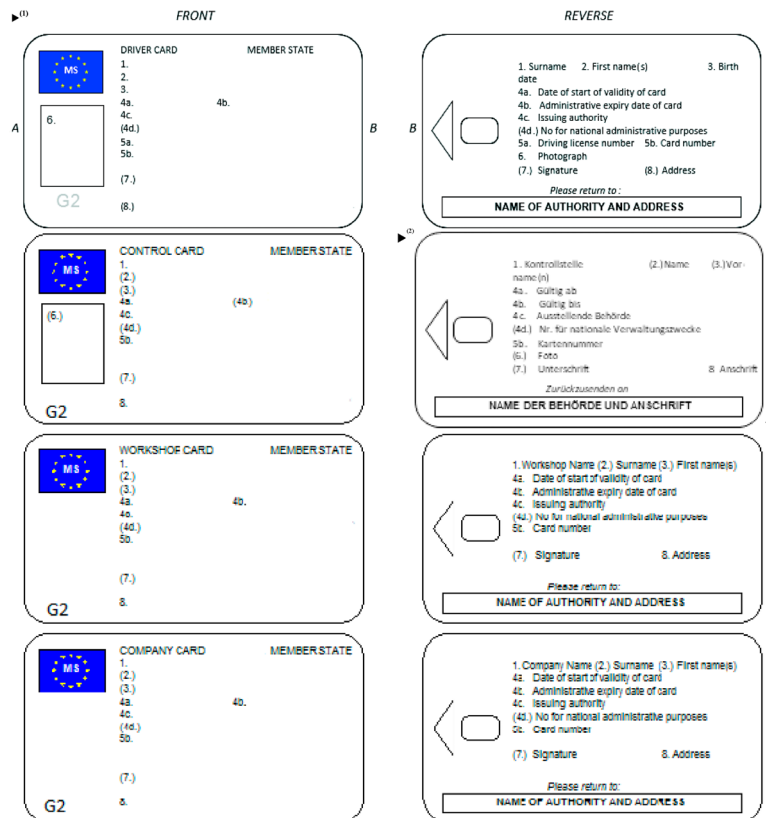 (1) FRONT REVERSE
DRIVER CARD MEMBER STATE
MS
1.
2.
3.
4a. 4b.
4c.
(4d.)
5a.
5b.
6.
(7.)
(8.)
G2
A B
B
1. Surname 2. First name(s) 3. Birth
date
4a. Date of start of validity of card
4b. Administrative expiry date of card
4c. Issuing authority
(4d.) No for national administrative purposes
5a. Driving license number 5b. Card number
6. Photograph
(7.) Signature (8.) Address
Please return to :
NAME OF AUTHORITY AND ADDRESS
CONTROL CARD MEMBER STATE
MS
1.
(2.)
(3.)
4a. (4b)
4c.
(4d.)
5b.
(6.)
(7.)
8.
G2
(2)
1. Kontrollstelle (2.)Name (3.)Vor-
name(n)
4a. Gültig ab
4b. Gültig bis
4c. Ausstellende Behörde
(4d.) Nr. für nationale Verwaltungszwecke
5b. Kartennummer
(6.) Foto
(7.) Unterschrift 8 Anschrift
Zurückzusenden an
NAME DER BEHÖRDE UND ANSCHRIFT
WORKSHOP CARD MEMBER STATE
MS
1.
(2.)
(3.)
4a. 4b.
4c.
(4d.)
5b.
(7.)
8.
G2
1. Workshop Name (2.) Surname (3.) First name(s)
4a. Date of start of validity of card
4b. Administrative expiry date of card
4c. Issuing authority
(4d.) No for national administrative purposes
5b. Card number
(7.) Signature 8. Address
Please return to:
NAME OF AUTHORITY AND ADDRESS
COMPANY CARD MEMBER STATE
MS
1.
(2.)
(3.)
4a. 4b.
4c.
(4d.)
5b.
(7.)
8.
G2
1. Company Name (2.) Surname (3.) First name(s)
4a. Date of start of validity of card
4b. Administrative expiry date of card
4c. Issuing authority
(4d.) No for national administrative purposes
5b. Card number
(7.) Signature 8. Address
Please return to:
NAME OF AUTHORITY AND ADDRESS